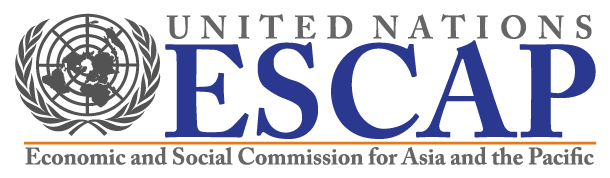 UNITED NATIONS
ESCAP
Economic and Social Commission for Asia and the Pacific